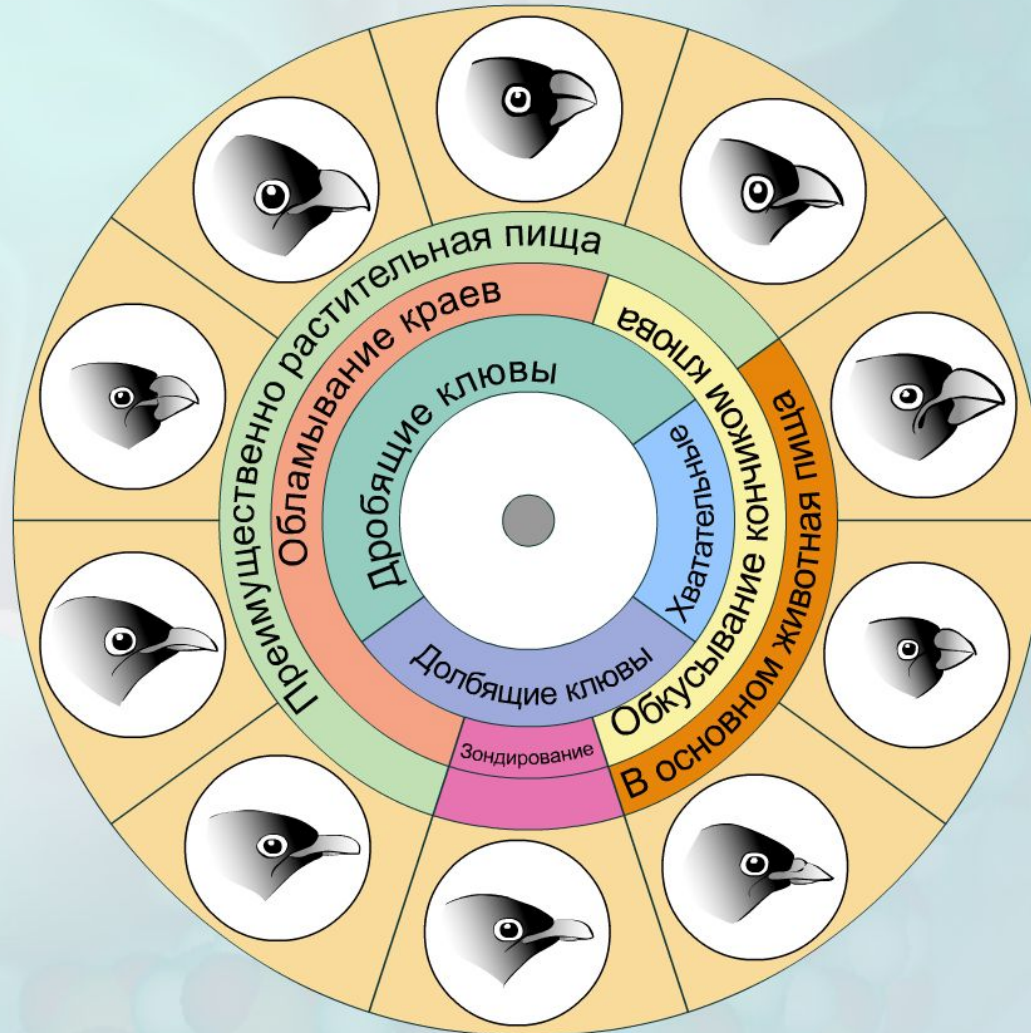 Преимущественно растительная пища
Обламывание краев
Дробящие клювы
Обкусывание кончиком клюва
Хватательные
В основном животная пища
Долбящие клювы
Зондирование